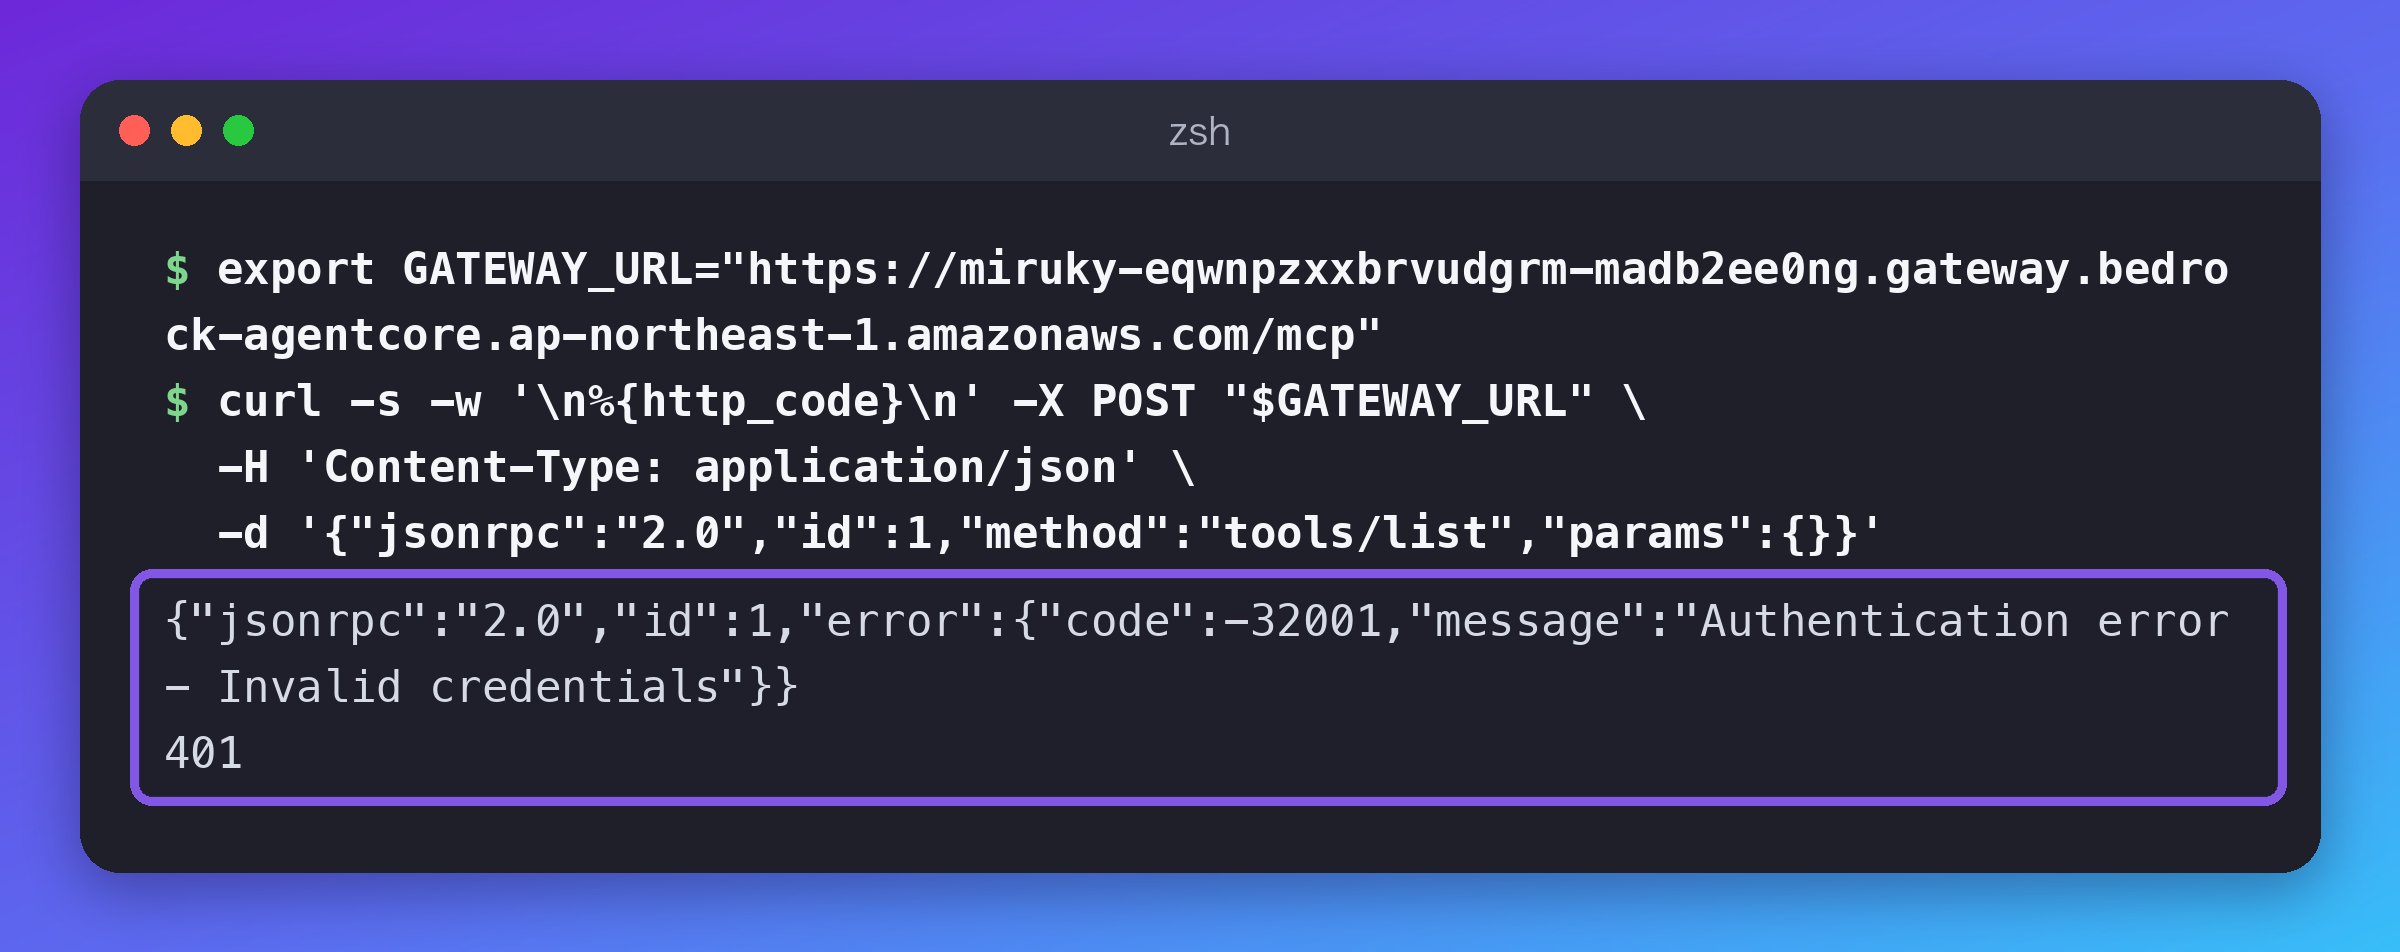 zsh
$ export GATEWAY_URL="https://miruky-eqwnpzxxbrvudgrm-madb2ee0ng.gateway.bedro
ck-agentcore.ap-northeast-1.amazonaws.com/mcp"
$ curl -s -w '\n%{http_code}\n' -X POST "$GATEWAY_URL" \
  -H 'Content-Type: application/json' \
  -d '{"jsonrpc":"2.0","id":1,"method":"tools/list","params":{}}'
{"jsonrpc":"2.0","id":1,"error":{"code":-32001,"message":"Authentication error
- Invalid credentials"}}
401